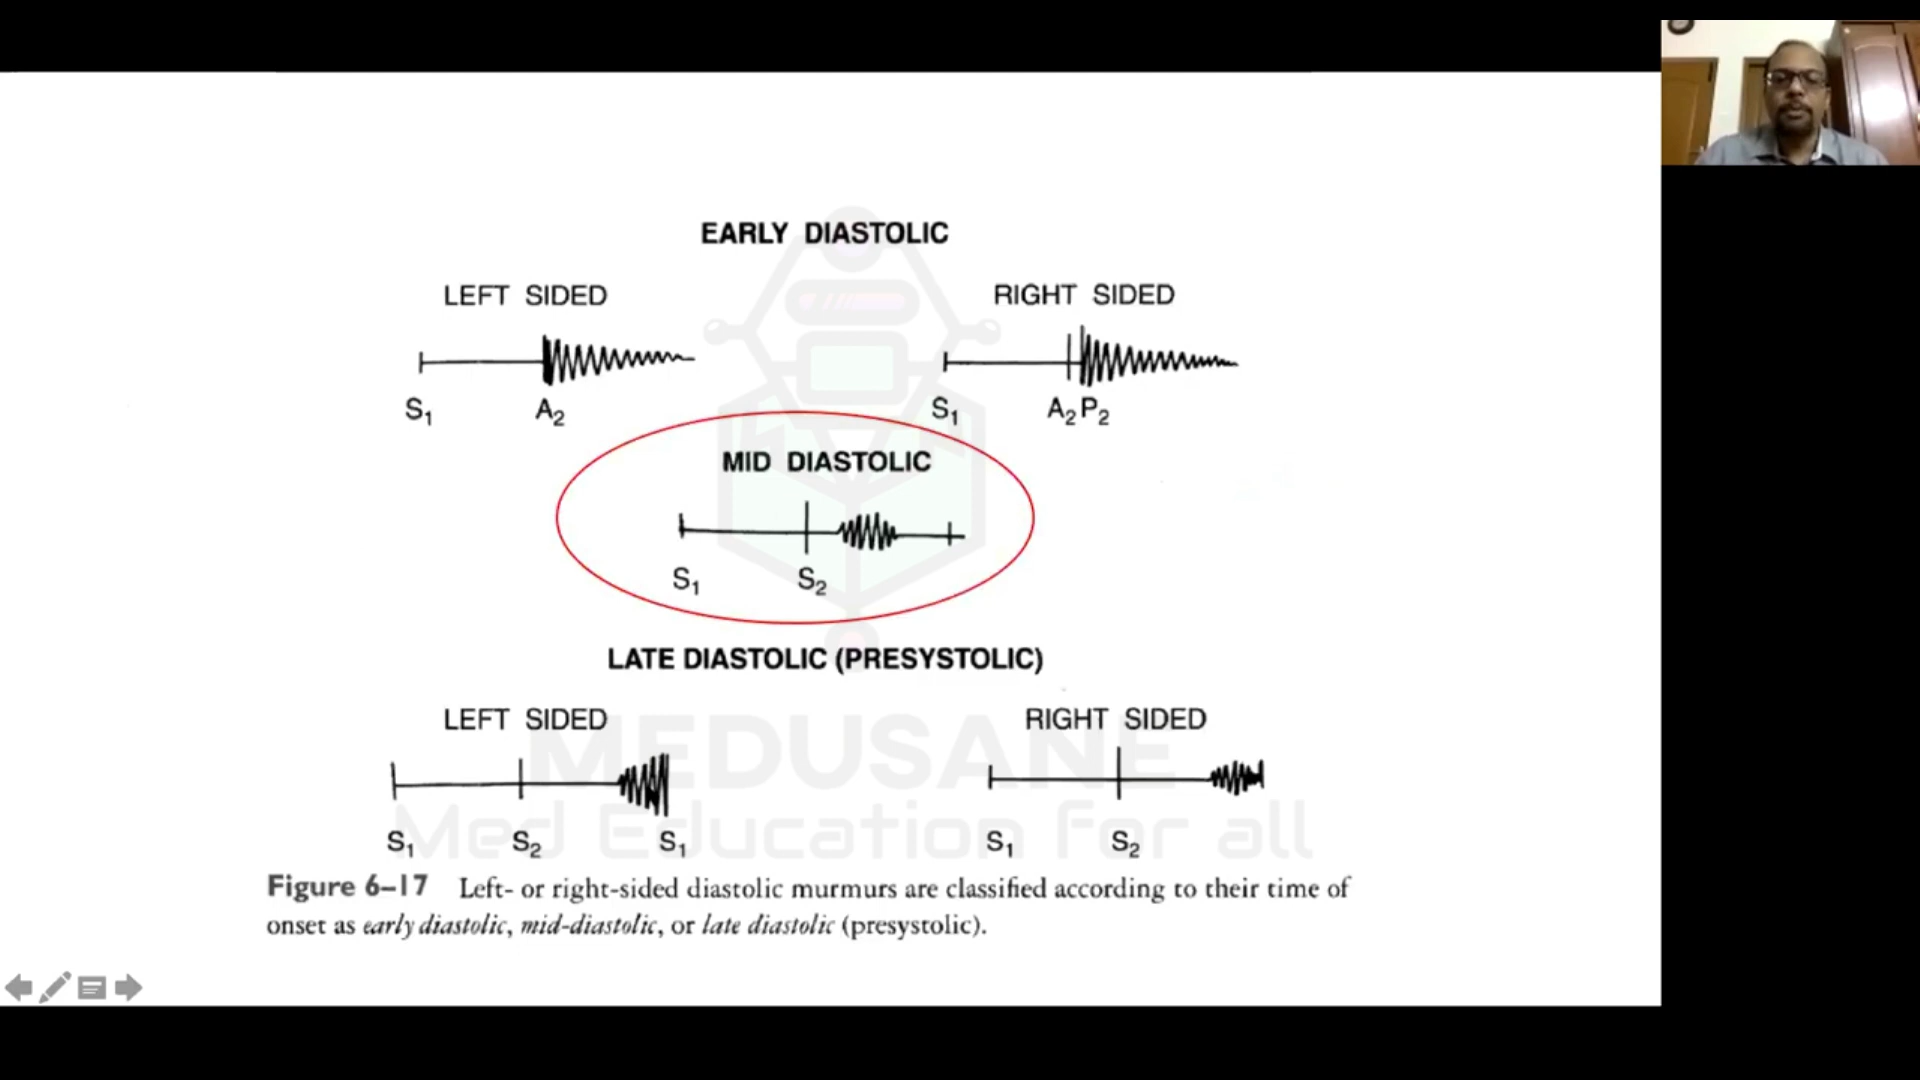 EARLY DIASTOLIC
LEFT SIDED
RIGHT SIDED
S₁ A₂
S₁ A₂P₂
MID DIASTOLIC
S₁ S₂
LATE DIASTOLIC (PRESYSTOLIC)
LEFT SIDED
RIGHT SIDED
MEDUSANE
Med Education for all
S₁ S₂ S₁
S₁ S₂
Figure 6–17 Left- or right-sided diastolic murmurs are classified according to their time of
onset as early diastolic, mid-diastolic, or late diastolic (presystolic).